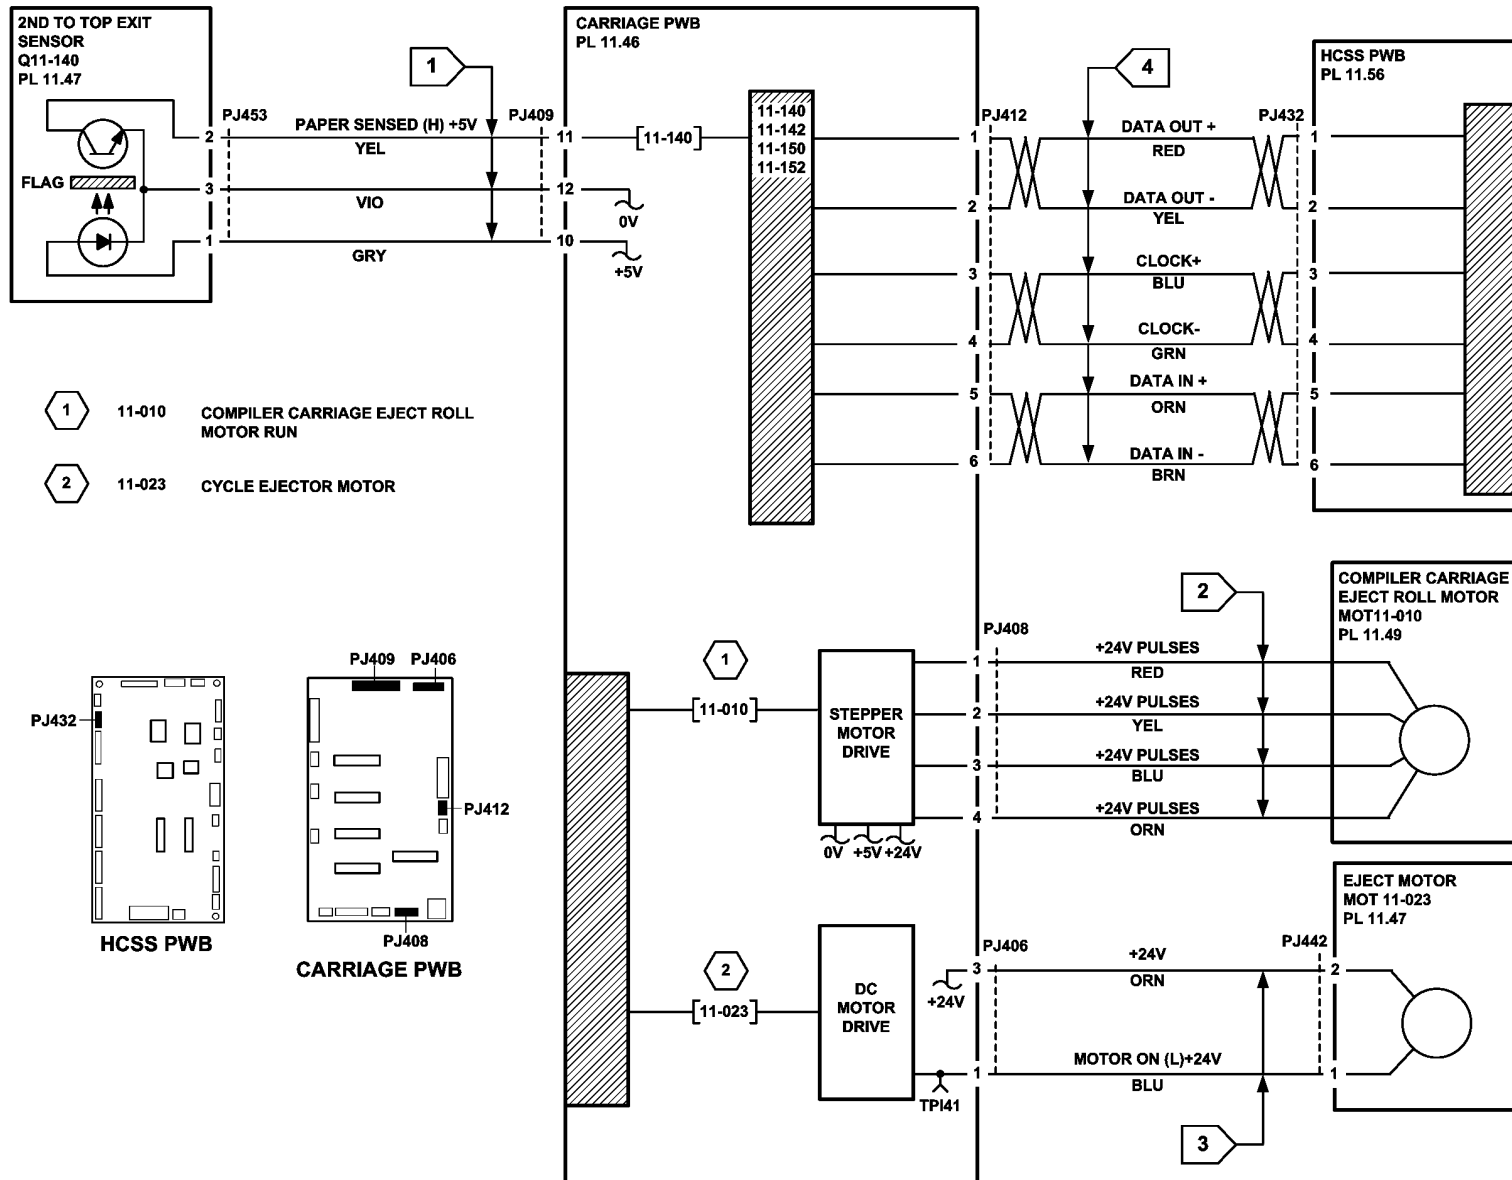 2ND TO TOP EXIT
SENSOR
Q11-140
PL 11.47
FLAG
2
3
1
PJ453
PAPER SENSED (H) +5V
YEL
VIO
GRY
1
PJ409
11
12
10
CARRIAGE PWB
PL 11.46
[11-140]
0V
+5V
11-140
11-142
11-150
11-152
1
2
3
4
5
6
PJ412
4
DATA OUT +
RED
DATA OUT -
YEL
CLOCK+
BLU
CLOCK-
GRN
DATA IN +
ORN
DATA IN -
BRN
PJ432
HCSS PWB
PL 11.56
1
2
3
4
5
6
1 11-010 COMPILER CARRIAGE EJECT ROLL
MOTOR RUN
2 11-023 CYCLE EJECTOR MOTOR
PJ432
HCSS PWB
PJ409 PJ406
PJ412
PJ408
CARRIAGE PWB
1
[11-010]
STEPPER
MOTOR
DRIVE
0V +5V +24V
1
2
3
4
PJ408
2
+24V PULSES
RED
+24V PULSES
YEL
+24V PULSES
BLU
+24V PULSES
ORN
COMPILER CARRIAGE
EJECT ROLL MOTOR
MOT11-010
PL 11.49
2
[11-023]
DC
MOTOR
DRIVE
+24V
TPI41
3
1
PJ406
+24V
ORN
MOTOR ON (L)+24V
BLU
3
PJ442
2
1
EJECT MOTOR
MOT 11-023
PL 11.47